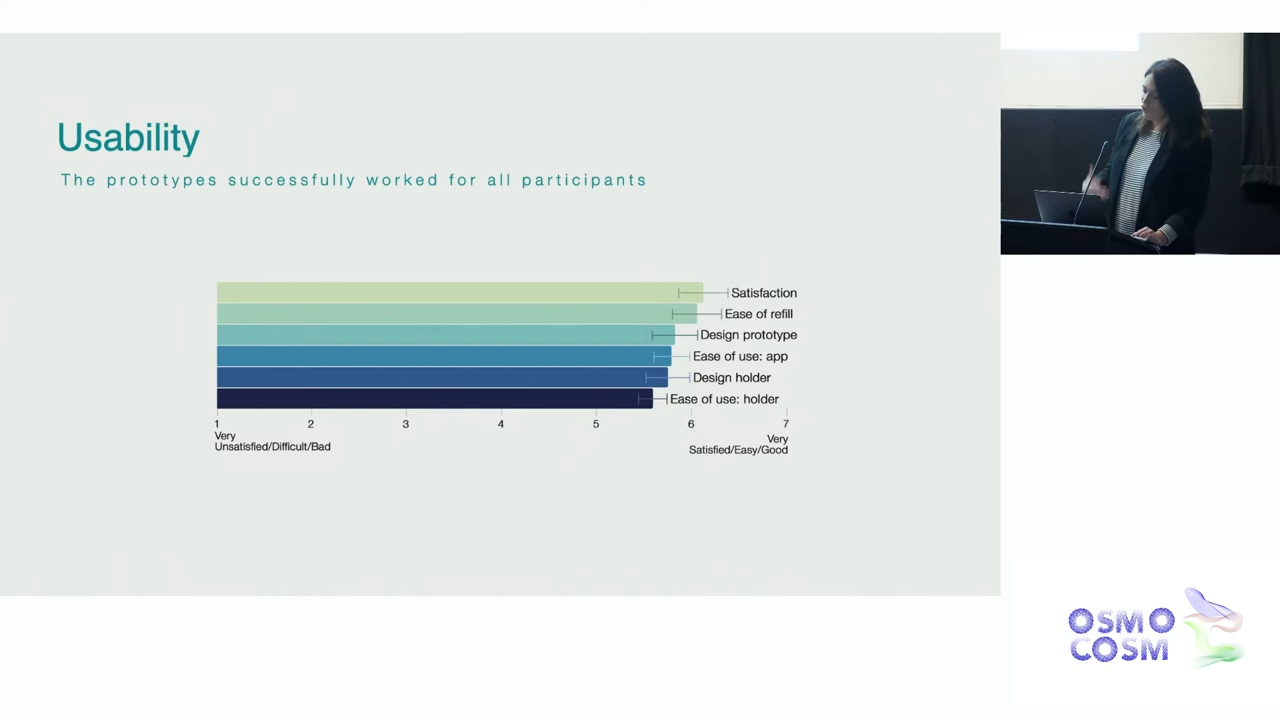 Usability
The prototypes successfully worked for all participants
Satisfaction
Ease of refill
Design prototype
Ease of use: app
Design holder
Ease of use: holder
1 2 3 4 5 6 7
Very
Unsatisfied/Difficult/Bad
Very
Satisfied/Easy/Good
OSMO
COSM